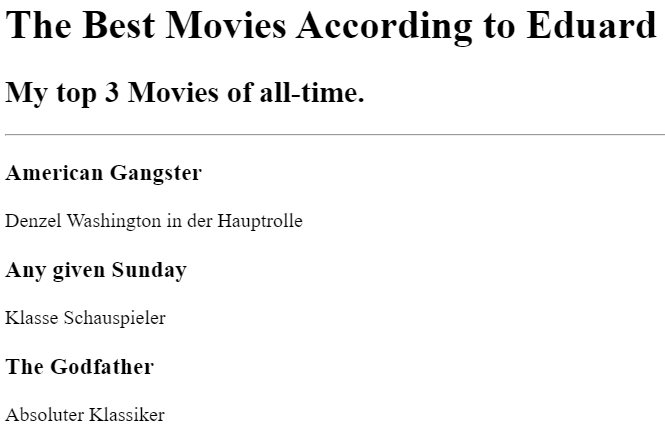 The Best Movies According to Eduard
My top 3 Movies of all-time.
American Gangster
Denzel Washington in der Hauptrolle
Any given Sunday
Klasse Schauspieler
The Godfather
Absoluter Klassiker